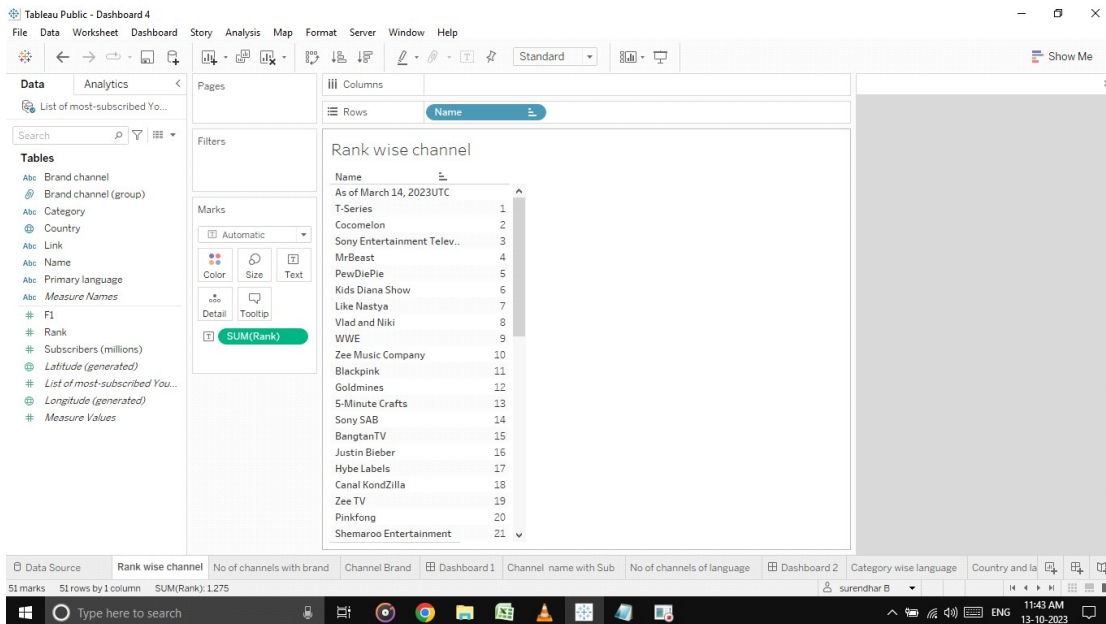 Tableau Public - Dashboard 4
File Data Worksheet Dashboard Story Analysis Map Format Server Window Help
Standard
Show Me
Data Analytics
Pages
Columns
List of most-subscribed Yo...
Rows
Name
Search
Filters
Tables
Abc Brand channel
Brand channel (group)
Abc Category
Country
Abc Link
Abc Name
Abc Primary language
Abc Measure Names
# F1
# Rank
# Subscribers (millions)
Latitude (generated)
# List of most-subscribed You...
Longitude (generated)
# Measure Values
Marks
Automatic
Color Size Text
Detail Tooltip
SUM(Rank)
Rank wise channel
Name
As of March 14, 2023UTC
T-Series 1
Cocomelon 2
Sony Entertainment Telev.. 3
MrBeast 4
PewDiePie 5
Kids Diana Show 6
Like Nastya 7
Vlad and Niki 8
WWE 9
Zee Music Company 10
Blackpink 11
Goldmines 12
5-Minute Crafts 13
Sony SAB 14
BangtanTV 15
Justin Bieber 16
Hybe Labels 17
Canal KondZilla 18
Zee TV 19
Pinkfong 20
Shemaroo Entertainment 21
Data Source Rank wise channel No of channels with brand Channel Brand Dashboard 1 Channel name with Sub No of channels of language Dashboard 2 Category wise language Country and la
51 marks 51 rows by 1 column SUM(Rank): 1,275
surendhar B
Type here to search
ENG
11:43 AM
13-10-2023